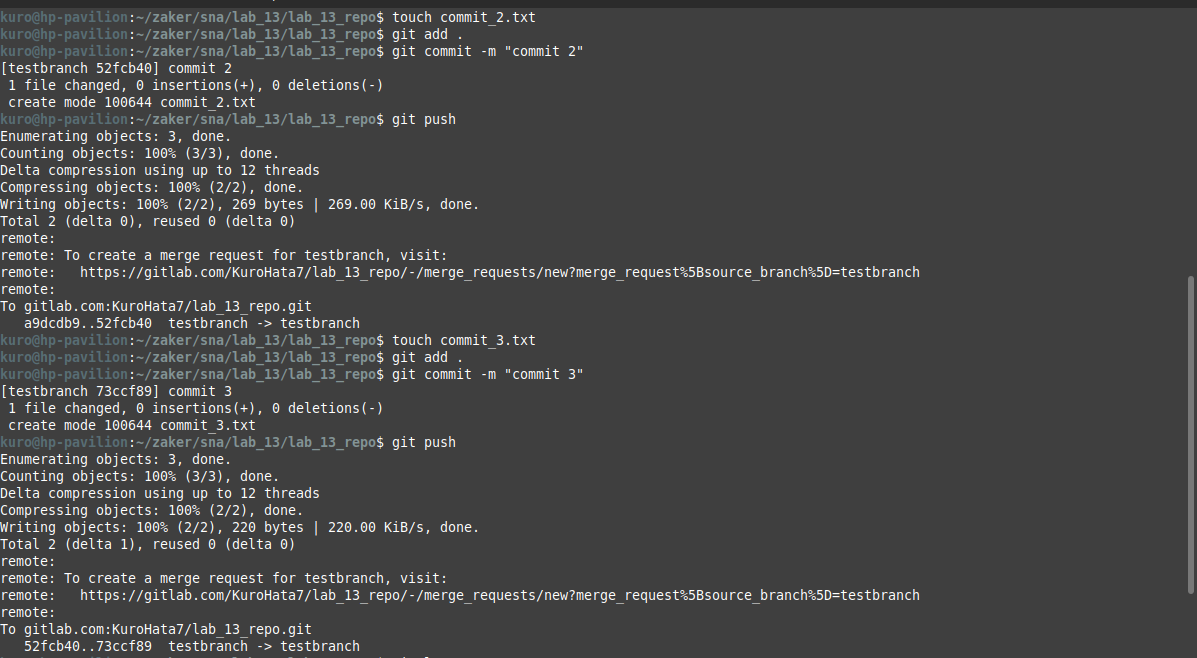 kuro@hp-pavilion:~/zaker/sna/lab_13/lab_13_repo$ touch commit_2.txt
kuro@hp-pavilion:~/zaker/sna/lab_13/lab_13_repo$ git add .
kuro@hp-pavilion:~/zaker/sna/lab_13/lab_13_repo$ git commit -m "commit 2"
[testbranch 52fcb40] commit 2
 1 file changed, 0 insertions(+), 0 deletions(-)
 create mode 100644 commit_2.txt
kuro@hp-pavilion:~/zaker/sna/lab_13/lab_13_repo$ git push
Enumerating objects: 3, done.
Counting objects: 100% (3/3), done.
Delta compression using up to 12 threads
Compressing objects: 100% (2/2), done.
Writing objects: 100% (2/2), 269 bytes | 269.00 KiB/s, done.
Total 2 (delta 0), reused 0 (delta 0)
remote:
remote: To create a merge request for testbranch, visit:
remote:   https://gitlab.com/KuroHata7/lab_13_repo/-/merge_requests/new?merge_request%5Bsource_branch%5D=testbranch
remote:
To gitlab.com:KuroHata7/lab_13_repo.git
   a9dcdb9..52fcb40  testbranch -> testbranch
kuro@hp-pavilion:~/zaker/sna/lab_13/lab_13_repo$ touch commit_3.txt
kuro@hp-pavilion:~/zaker/sna/lab_13/lab_13_repo$ git add .
kuro@hp-pavilion:~/zaker/sna/lab_13/lab_13_repo$ git commit -m "commit 3"
[testbranch 73ccf89] commit 3
 1 file changed, 0 insertions(+), 0 deletions(-)
 create mode 100644 commit_3.txt
kuro@hp-pavilion:~/zaker/sna/lab_13/lab_13_repo$ git push
Enumerating objects: 3, done.
Counting objects: 100% (3/3), done.
Delta compression using up to 12 threads
Compressing objects: 100% (2/2), done.
Writing objects: 100% (2/2), 220 bytes | 220.00 KiB/s, done.
Total 2 (delta 1), reused 0 (delta 0)
remote:
remote: To create a merge request for testbranch, visit:
remote:   https://gitlab.com/KuroHata7/lab_13_repo/-/merge_requests/new?merge_request%5Bsource_branch%5D=testbranch
remote:
To gitlab.com:KuroHata7/lab_13_repo.git
   52fcb40..73ccf89  testbranch -> testbranch